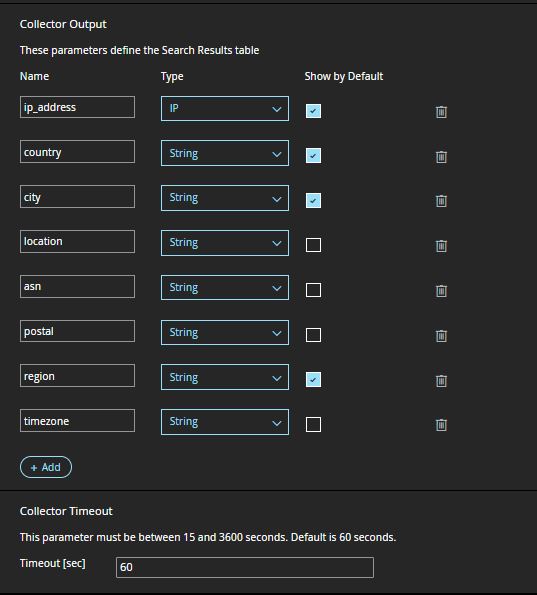 Collector Output
These parameters define the Search Results table
Name Type Show by Default
ip_address IP
country String
city String
location String
asn String
postal String
region String
timezone String
+ Add
Collector Timeout
This parameter must be between 15 and 3600 seconds. Default is 60 seconds.
Timeout [sec] 60